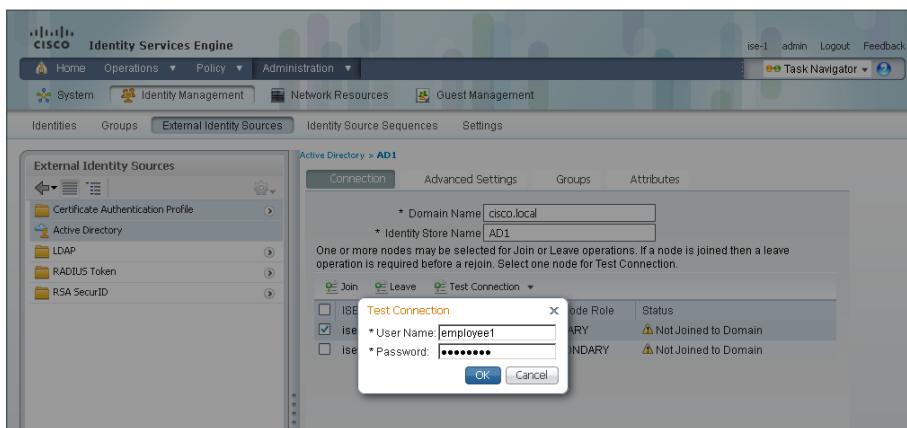 CISCO Identity Services Engine
ise-1 admin Logout Feedback
Home Operations Policy Administration Task Navigator
System Identity Management Network Resources Guest Management
Identities Groups External Identity Sources Identity Source Sequences Settings
External Identity Sources
Certificate Authentication Profile
Active Directory
LDAP
RADIUS Token
RSA SecurID
Active Directory > AD1
Connection Advanced Settings Groups Attributes
* Domain Name cisco.local
* Identity Store Name AD1
One or more nodes may be selected for Join or Leave operations. If a node is joined then a leave
operation is required before a rejoin. Select one node for Test Connection.
Join Leave Test Connection
ISE ode Role Status
ise ARY Not Joined to Domain
ise NDARY Not Joined to Domain
Test Connection
* User Name: employee1
* Password: ••••••••
OK Cancel